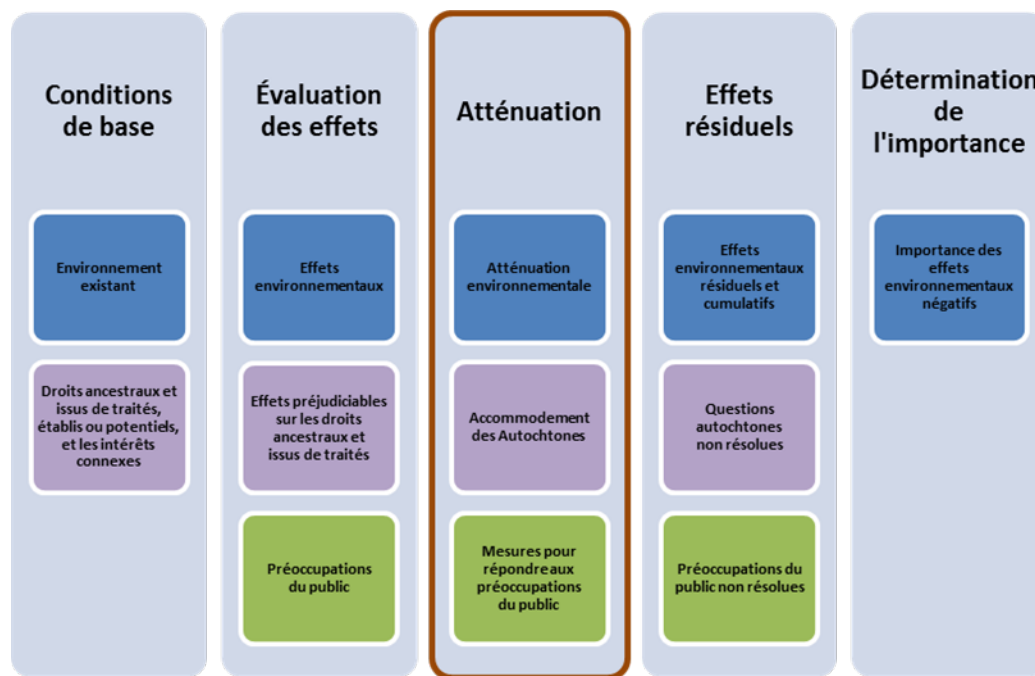 Conditions
de base
Environnement
existant
Droits ancestraux et
issus de traités,
établis ou potentiels,
et les intérêts
connexes
Évaluation
des effets
Effets
environnementaux
Effets préjudiciables
sur les droits
ancestraux et
issus de traités
Préoccupations
du public
Atténuation
Atténuation
environnementale
Accommodement
des Autochtones
Mesures pour
répondre aux
préoccupations
du public
Effets
résiduels
Effets
environnementaux
résiduels et
cumulatifs
Questions
autochtones
non résolues
Préoccupations du
public non résolues
Détermination
de
l'importance
Importance des
effets
environnementaux
négatifs